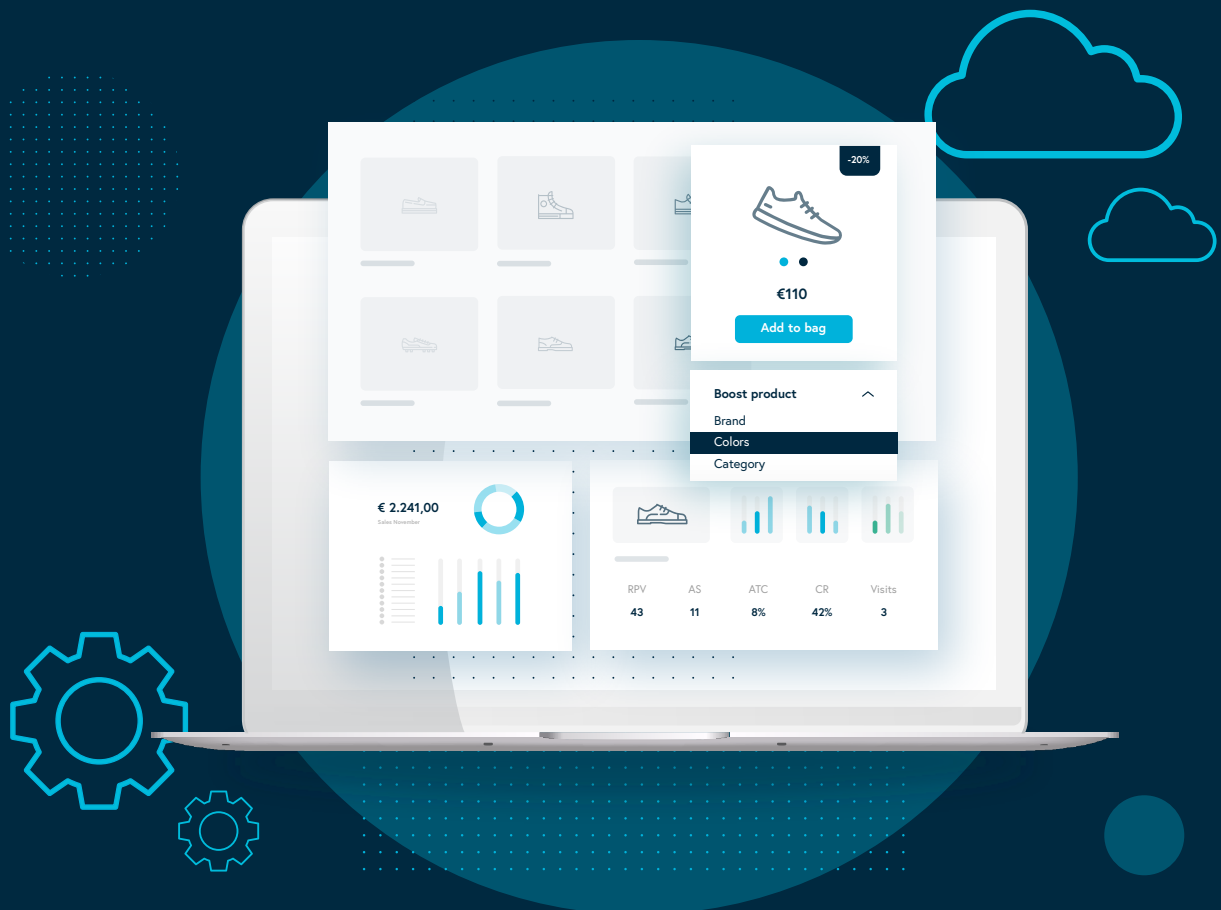 -20%
€110
Add to bag
Boost product
Brand
Colors
Category
€ 2.241,00
Sales November
RPV AS ATC CR Visits
43 11 8% 42% 3